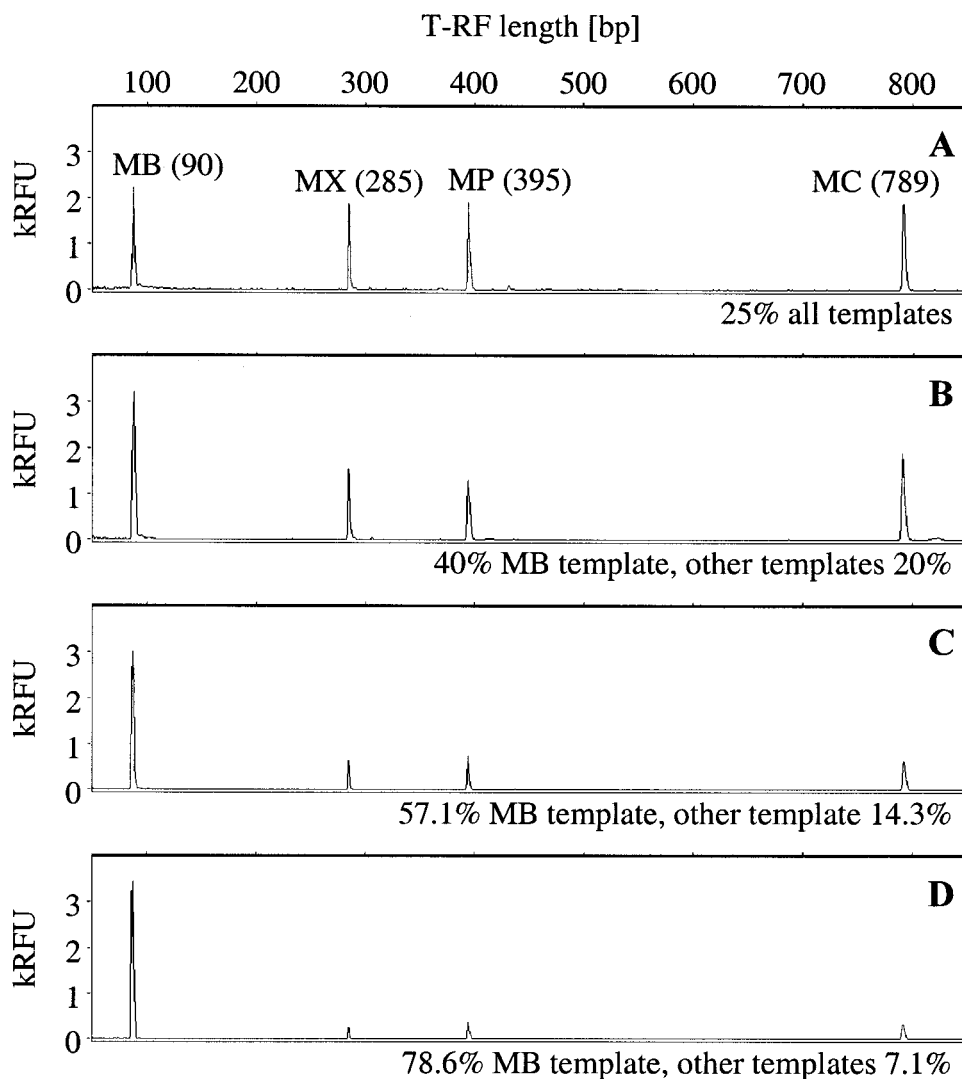 T-RF length [bp]
100 200 300 400 500 600 700 800
A
kRFU
3
2
1
0
MB (90) MX (285) MP (395) MC (789)
25% all templates
B
kRFU
3
2
1
0
40% MB template, other templates 20%
C
kRFU
3
2
1
0
57.1% MB template, other template 14.3%
D
kRFU
3
2
1
0
78.6% MB template, other templates 7.1%